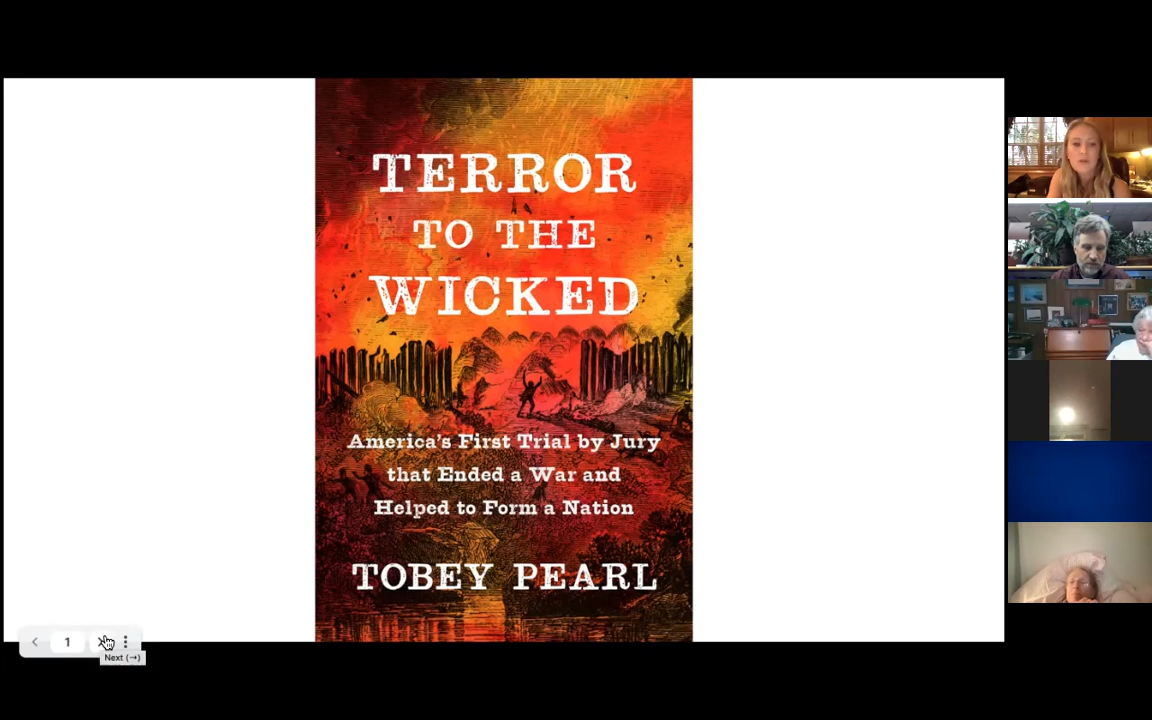 TERROR
TO THE
WICKED
America's First Trial by Jury
that Ended a War and
Helped to Form a Nation
TOBEY PEARL
1
Next (→)